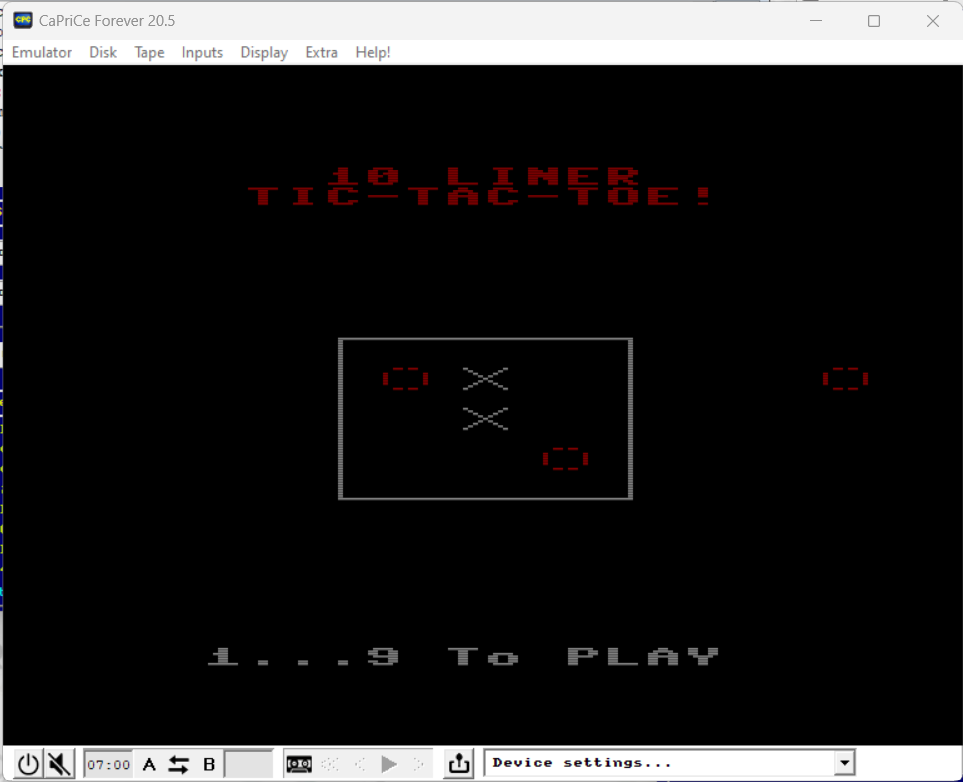 CaPriCe Forever 20.5
Emulator Disk Tape Inputs Display Extra Help!
10 LINER
TIC-TAC-TOE!
1...9 To PLAY
07:00 A B Device settings...